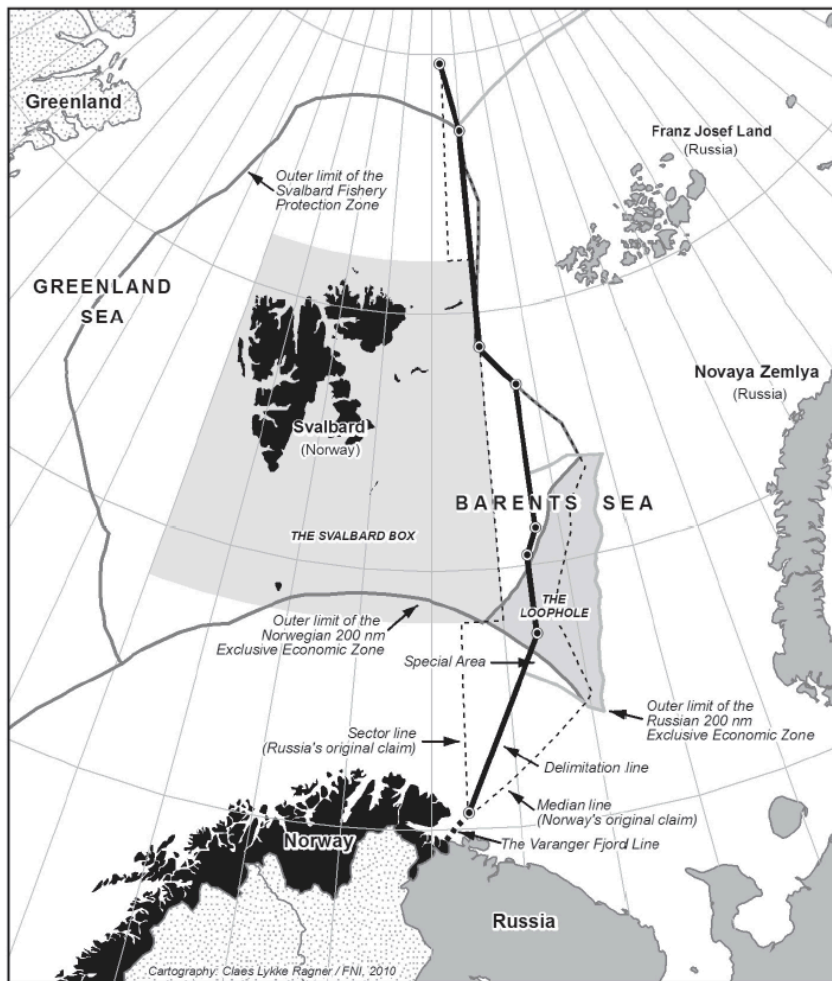 Greenland
Franz Josef Land
(Russia)
Outer limit of the
Svalbard Fishery
Protection Zone
GREENLAND
SEA
Novaya Zemlya
(Russia)
Svalbard
(Norway)
BARENTS SEA
THE SVALBARD BOX
THE
LOOPHOLE
Outer limit of the
Norwegian 200 nm
Exclusive Economic Zone
Special Area
Outer limit of the
Russian 200 nm
Exclusive Economic Zone
Sector line
(Russia's original claim)
Delimitation line
Median line
(Norway's original claim)
Norway
The Varanger Fjord Line
Russia
Cartography: Claes Lykke Ragner / FNI, 2010